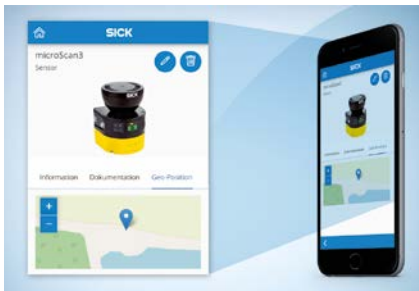 SICK
microScan3
Sensor
SICK
Information Dokumentation Geo-Position
+
−
SICK